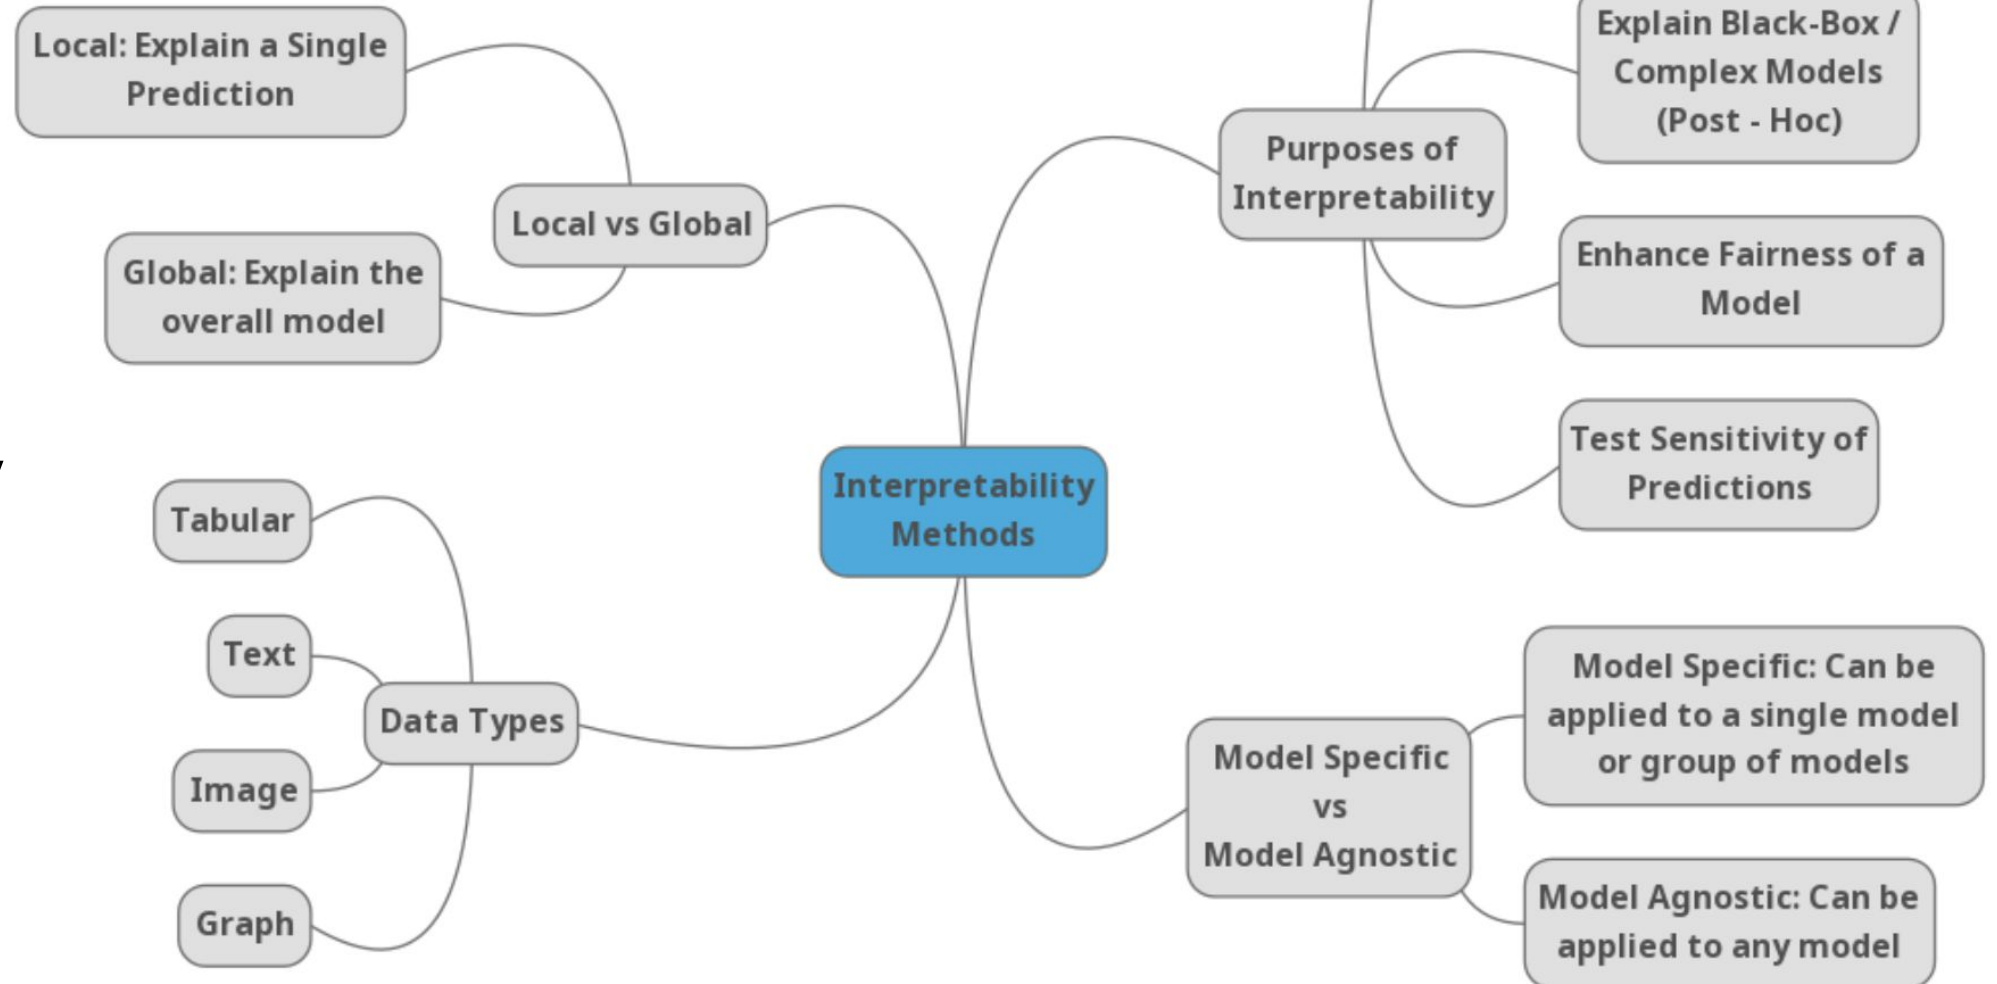 Local: Explain a Single
Prediction
Local vs Global
Global: Explain the
overall model
Explain Black-Box /
Complex Models
(Post - Hoc)
Purposes of
Interpretability
Enhance Fairness of a
Model
Test Sensitivity of
Predictions
Interpretability
Methods
Tabular
Text
Data Types
Image
Graph
Model Specific
vs
Model Agnostic
Model Specific: Can be
applied to a single model
or group of models
Model Agnostic: Can be
applied to any model